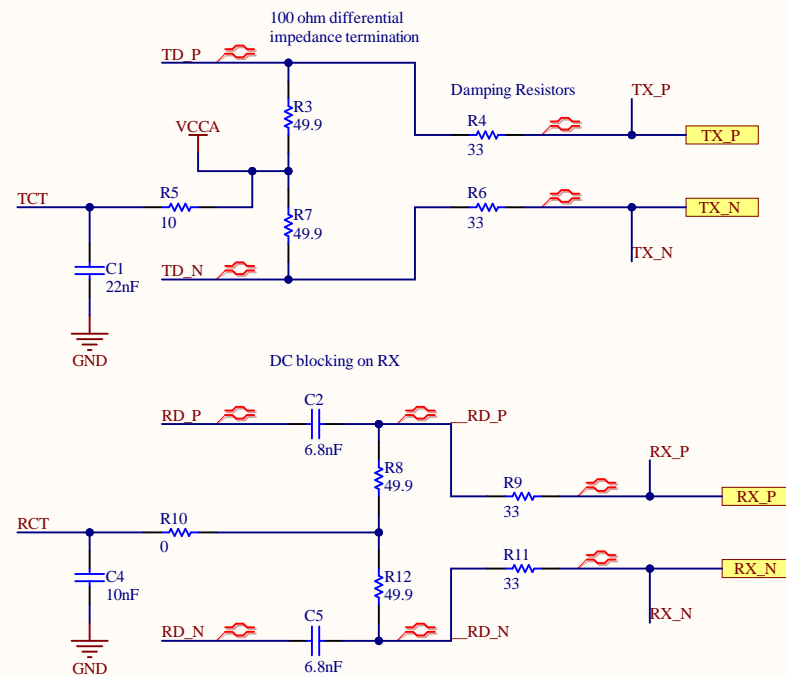 100 ohm differential
impedance termination
TD_P
Damping Resistors
TX_P
R3
49.9
VCCA
R4
33
TX_P
TCT
R5
10
R7
49.9
R6
33
TX_N
TD_N
TX_N
C1
22nF
GND
DC blocking on RX
C2
RD_P
__RD_P
6.8nF
RX_P
R8
49.9
R9
33
RX_P
RCT
R10
0
R11
33
RX_N
C4
10nF
R12
49.9
C5
RD_N
__RD_N
RX_N
6.8nF
GND